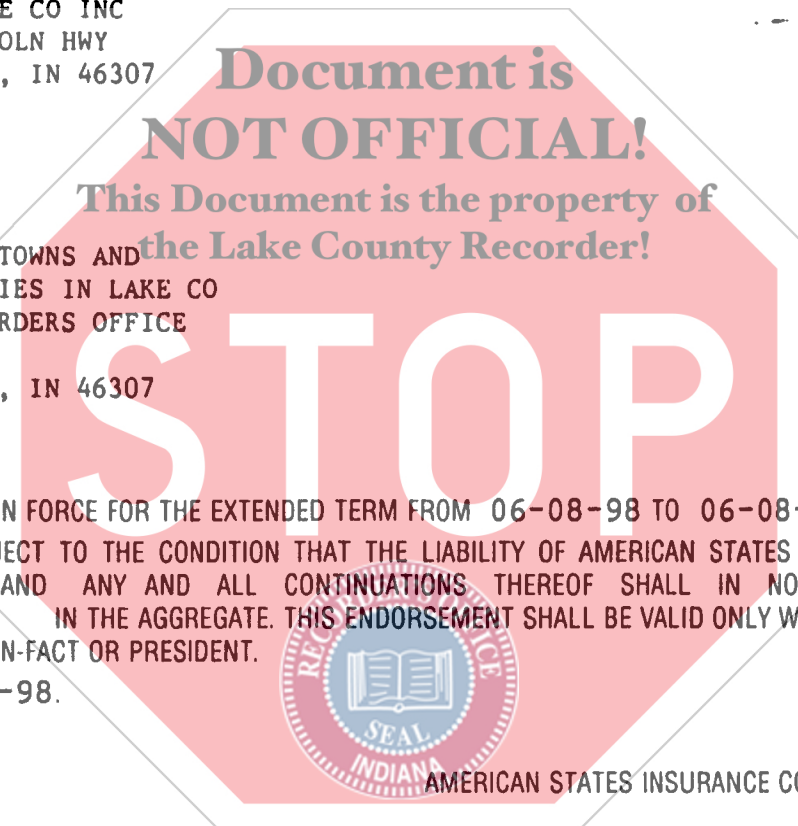 E CO INC
OLN HWY
, IN 46307
Document is
NOT OFFICIAL!
This Document is the property of
the Lake County Recorder!
TOWNS AND
IES IN LAKE CO
RDERS OFFICE
, IN 46307
STOP
N FORCE FOR THE EXTENDED TERM FROM 06-08-98 TO 06-08-
JECT TO THE CONDITION THAT THE LIABILITY OF AMERICAN STATES
AND ANY AND ALL CONTINUATIONS THEREOF SHALL IN NO
IN THE AGGREGATE. THIS ENDORSEMENT SHALL BE VALID ONLY W
N-FACT OR PRESIDENT.
-98.
RECORDER'S OFFICE
SEAL
INDIANA
AMERICAN STATES INSURANCE CO